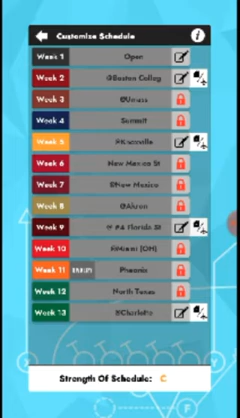 Customize Schedule
Week 1 Open
Week 2 @Boston Colleg
Week 3 @Umass
Week 4 Summit
Week 5 @Knoxville
Week 6 New Mexico St
Week 7 @New Mexico
Week 8 @Akron
Week 9 @ #4 Florida St
Week 10 @Miami (OH)
Week 11 Phoenix
Week 12 North Texas
Week 13 @Charlotte
Strength Of Schedule: C
X
F